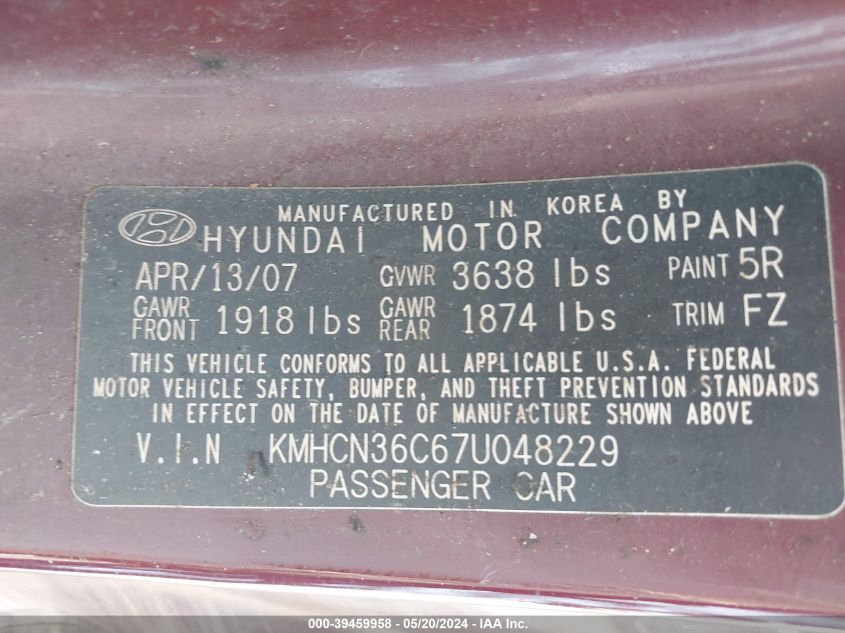 MANUFACTURED IN KOREA BY
HYUNDAI MOTOR COMPANY
APR/13/07 GVWR 3638 lbs PAINT 5R
GAWR FRONT 1918 lbs GAWR REAR 1874 lbs TRIM FZ
THIS VEHICLE CONFORMS TO ALL APPLICABLE U.S.A. FEDERAL
MOTOR VEHICLE SAFETY, BUMPER, AND THEFT PREVENTION STANDARDS
IN EFFECT ON THE DATE OF MANUFACTURE SHOWN ABOVE
V.I.N KMHCN36C67U048229
PASSENGER CAR
000-39459958 - 05/20/2024 - IAA, Inc.